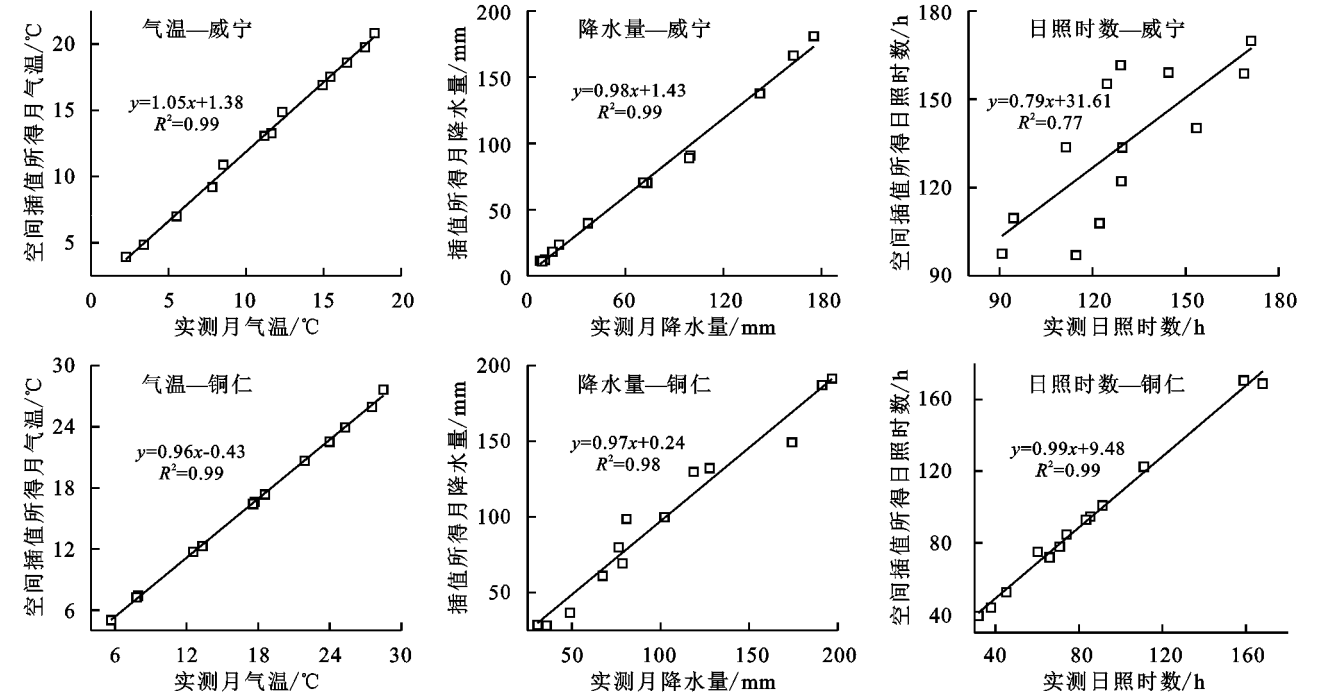 气温—威宁
y=1.05x+1.38
R²=0.99
空间插值所得月气温/℃
20
15
10
5
0
5
10
15
20
实测月气温/℃
降水量—威宁
y=0.98x+1.43
R²=0.99
插值所得月降水量/mm
200
150
100
50
0
0
60
120
180
实测月降水量/mm
日照时数—威宁
y=0.79x+31.61
R²=0.77
空间插值所得日照时数/h
180
150
120
90
90
120
150
180
实测日照时数/h
气温—铜仁
y=0.96x-0.43
R²=0.99
空间插值所得月气温/℃
30
24
18
12
6
6
12
18
24
30
实测月气温/℃
降水量—铜仁
y=0.97x+0.24
R²=0.98
插值所得月降水量/mm
200
150
100
50
50
100
150
200
实测月降水量/mm
日照时数—铜仁
y=0.99x+9.48
R²=0.99
空间插值所得日照时数/h
160
120
80
40
40
80
120
160
实测日照时数/h